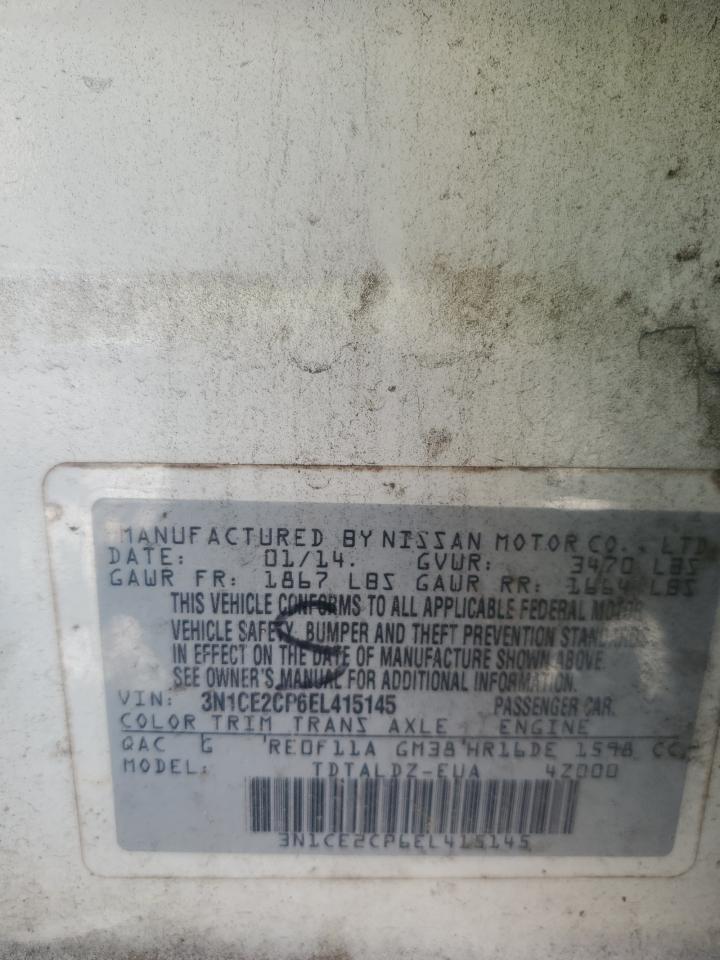 MANUFACTURED BY NISSAN MOTOR CO., LTD.
DATE: 01/14. GVWR: 3470 LBS
GAWR FR: 1867 LBS GAWR RR: 1664 LBS
THIS VEHICLE CONFORMS TO ALL APPLICABLE FEDERAL MOTOR
VEHICLE SAFETY, BUMPER AND THEFT PREVENTION STANDARDS
IN EFFECT ON THE DATE OF MANUFACTURE SHOWN ABOVE.
SEE OWNER'S MANUAL FOR ADDITIONAL INFORMATION.
VIN: 3N1CE2CP6EL415145 PASSENGER CAR.
COLOR TRIM TRANS AXLE ENGINE
QAC G RE0F11A GM38 HR16DE 1598 CC
MODEL: TDTALDZ-EUA 4Z000
3N1CE2CP6EL415145